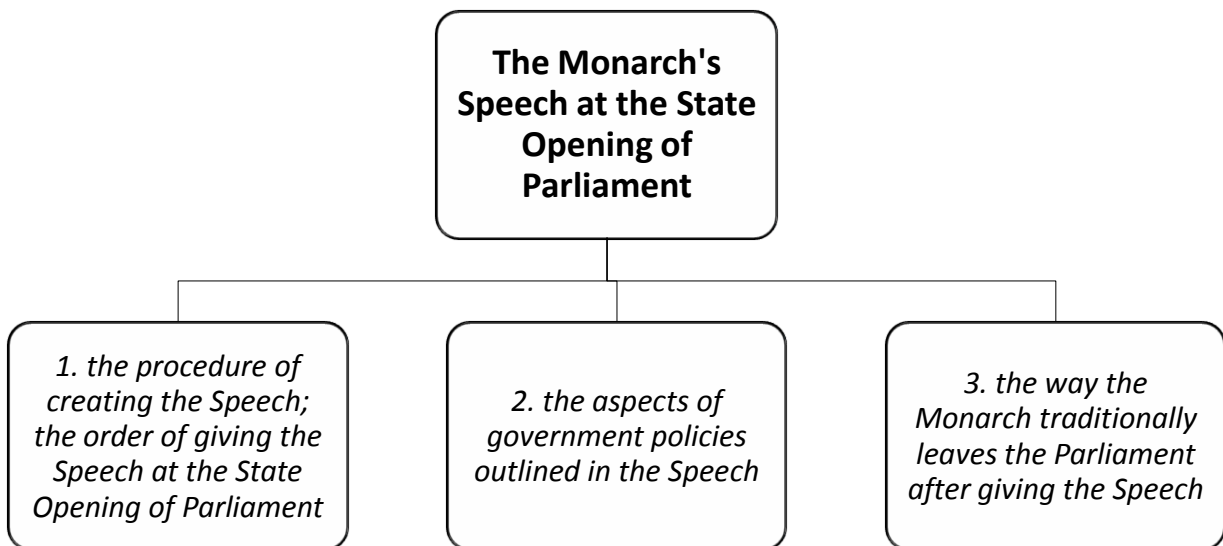 The Monarch's
Speech at the State
Opening of
Parliament
1. the procedure of
creating the Speech;
the order of giving the
Speech at the State
Opening of Parliament
2. the aspects of
government policies
outlined in the Speech
3. the way the
Monarch traditionally
leaves the Parliament
after giving the Speech